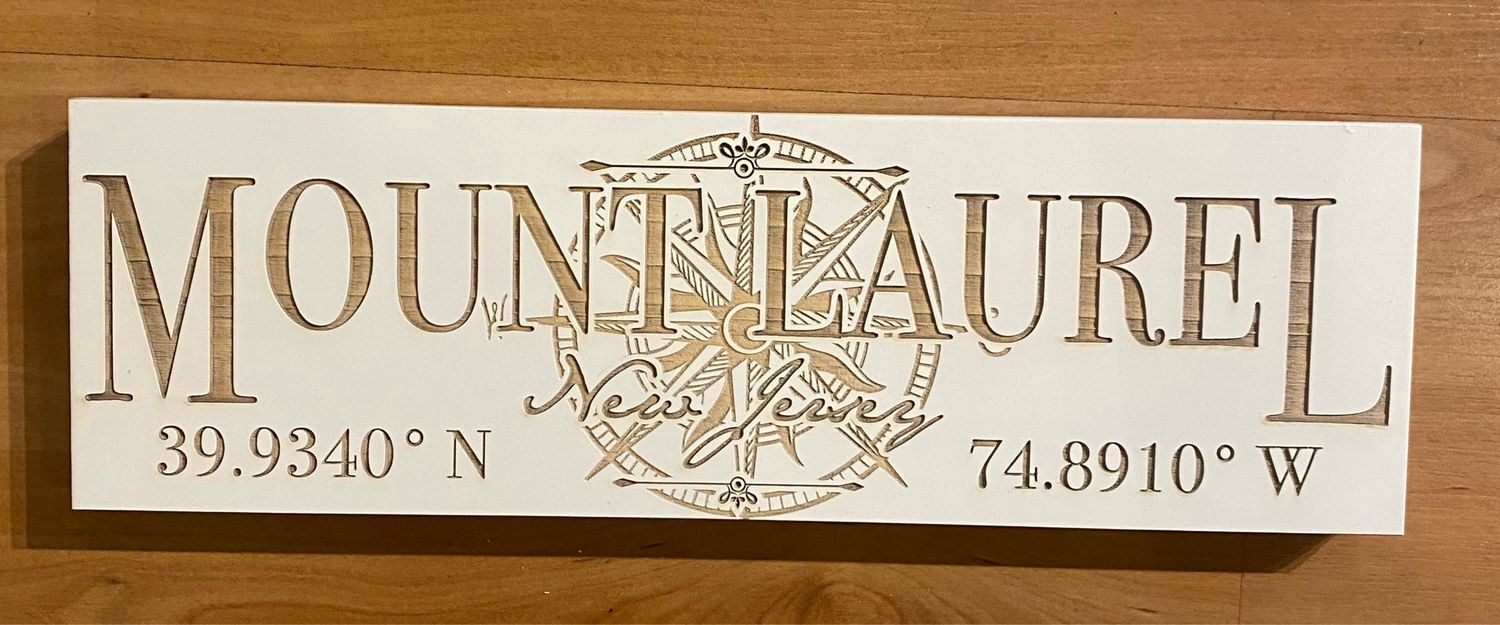 MOUNT LAUREL
W.
New Jersey
39.9340° N 74.8910° W